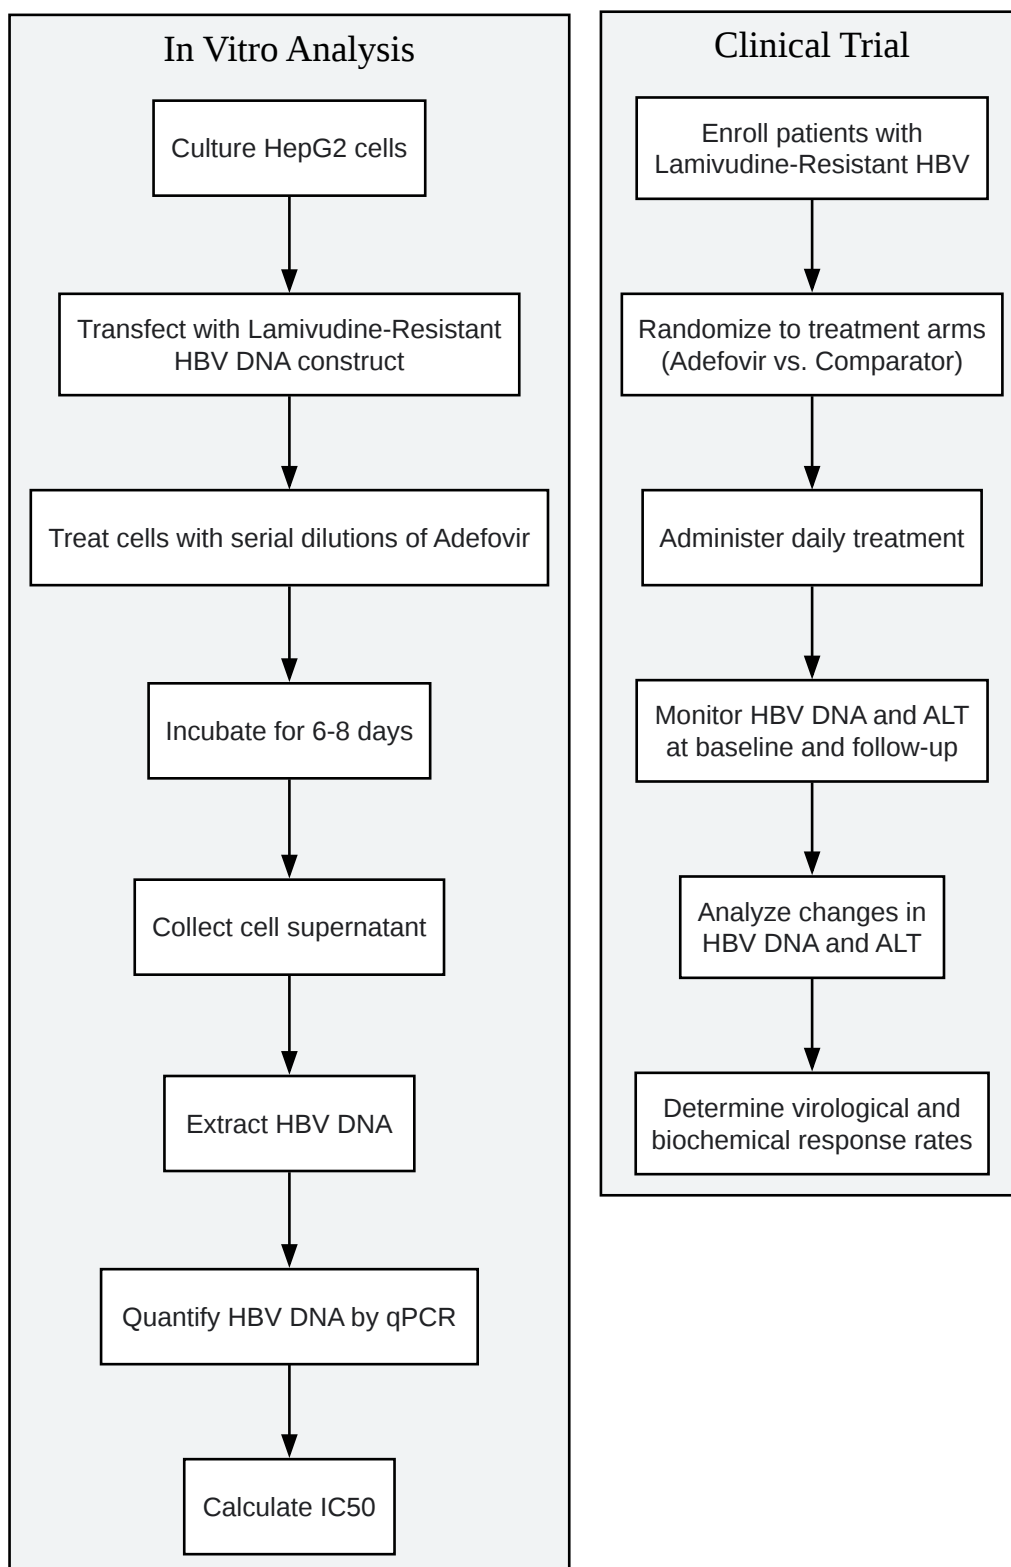 In Vitro Analysis
Culture HepG2 cells
Transfect with Lamivudine-Resistant
HBV DNA construct
Treat cells with serial dilutions of Adefovir
Incubate for 6-8 days
Collect cell supernatant
Extract HBV DNA
Quantify HBV DNA by qPCR
Calculate IC50
Clinical Trial
Enroll patients with
Lamivudine-Resistant HBV
Randomize to treatment arms
(Adefovir vs. Comparator)
Administer daily treatment
Monitor HBV DNA and ALT
at baseline and follow-up
Analyze changes in
HBV DNA and ALT
Determine virological and
biochemical response rates